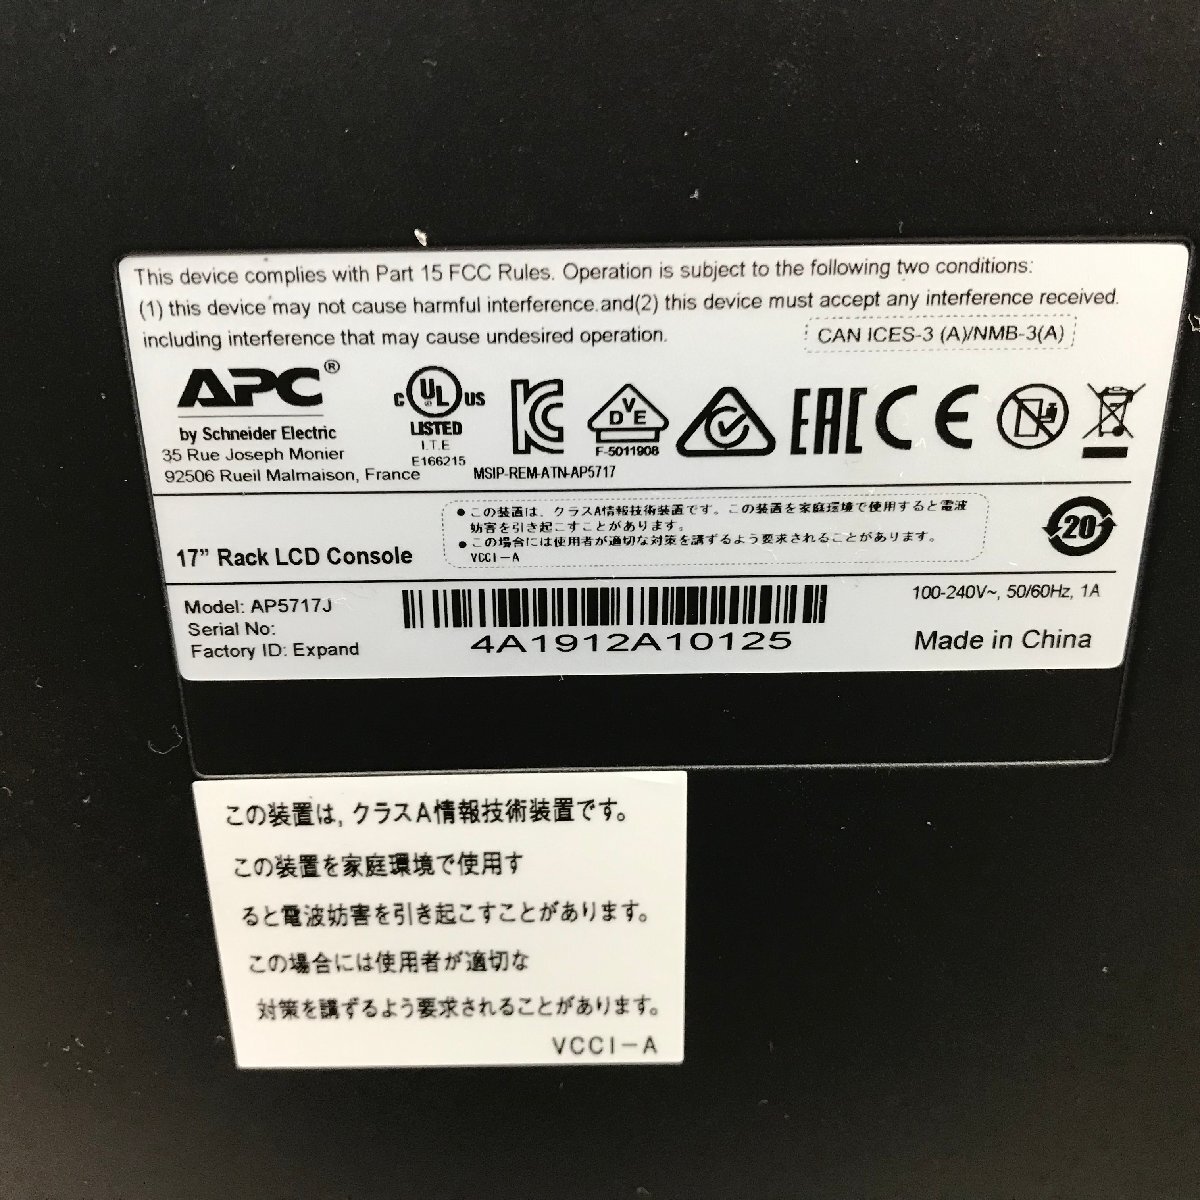 This device complies with Part 15 FCC Rules. Operation is subject to the following two conditions:
(1) this device may not cause harmful interference.and(2) this device must accept any interference received.
including interference that may cause undesired operation.
CAN ICES-3 (A)/NMB-3(A)
APC®
by Schneider Electric
35 Rue Joseph Monier
92506 Rueil Malmaison, France
C UL US
LISTED
I.T.E
E166215
MSIP-REM-ATN-AP5717
VDE
F-5011908
EAC
CE
17” Rack LCD Console
●この装置は、クラスA情報技術装置です。この装置を家庭環境で使用すると電波
妨害を引き起こすことがあります。
●この場合には使用者が適切な対策を講ずるよう要求されることがあります。
VCCI-A
20
Model: AP5717J
Serial No:
Factory ID: Expand
4A1912A10125
100-240V~, 50/60Hz, 1A
Made in China
この装置は,クラスA情報技術装置です。
この装置を家庭環境で使用す
ると電波妨害を引き起こすことがあります。
この場合には使用者が適切な
対策を講ずるよう要求されることがあります。
VCCI-A